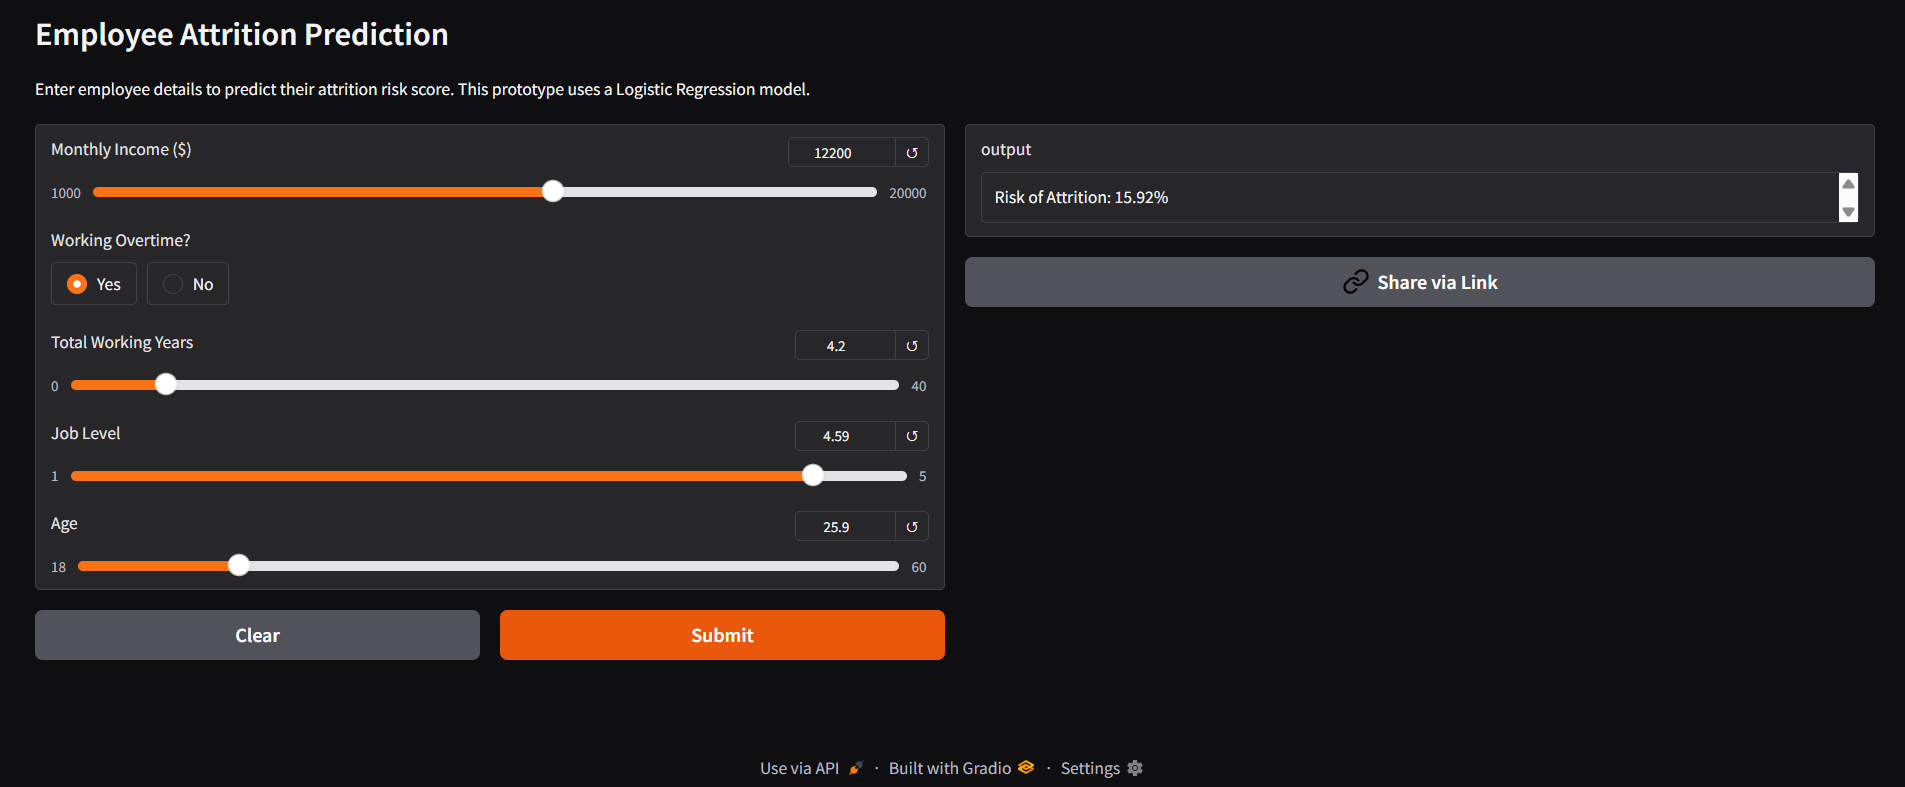 Employee Attrition Prediction
Enter employee details to predict their attrition risk score. This prototype uses a Logistic Regression model.
Monthly Income ($)
12200
1000
20000
Working Overtime?
Yes
No
Total Working Years
4.2
0
40
Job Level
4.59
1
5
Age
25.9
18
60
Clear
Submit
output
Risk of Attrition: 15.92%
Share via Link
Use via API · Built with Gradio · Settings